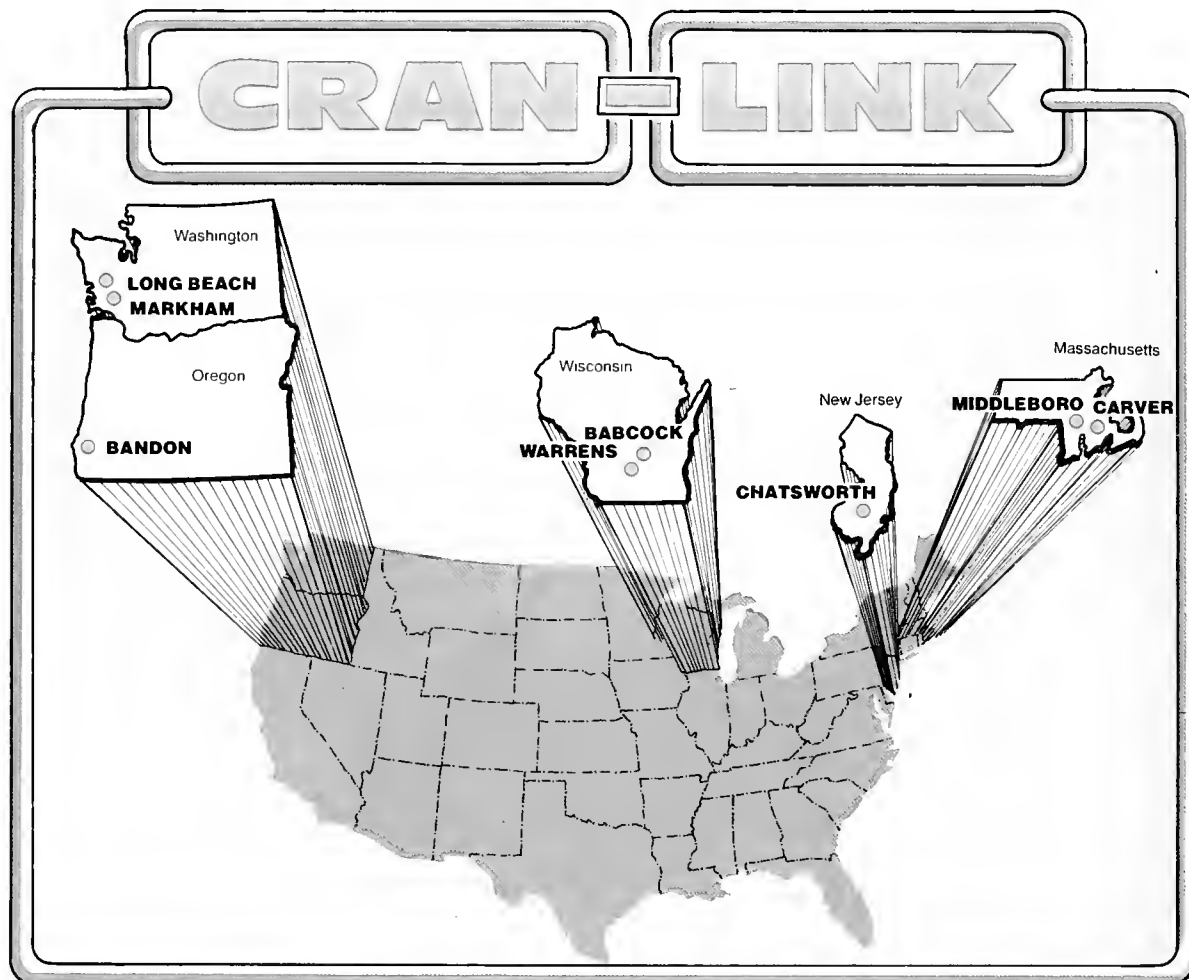 CRAN-LINK
Washington
LONG BEACH
MARKHAM
Oregon
BANDON
Wisconsin
BABCOCK
WARRENS
New Jersey
CHATSWORTH
Massachusetts
MIDDLEBORO
CARVER